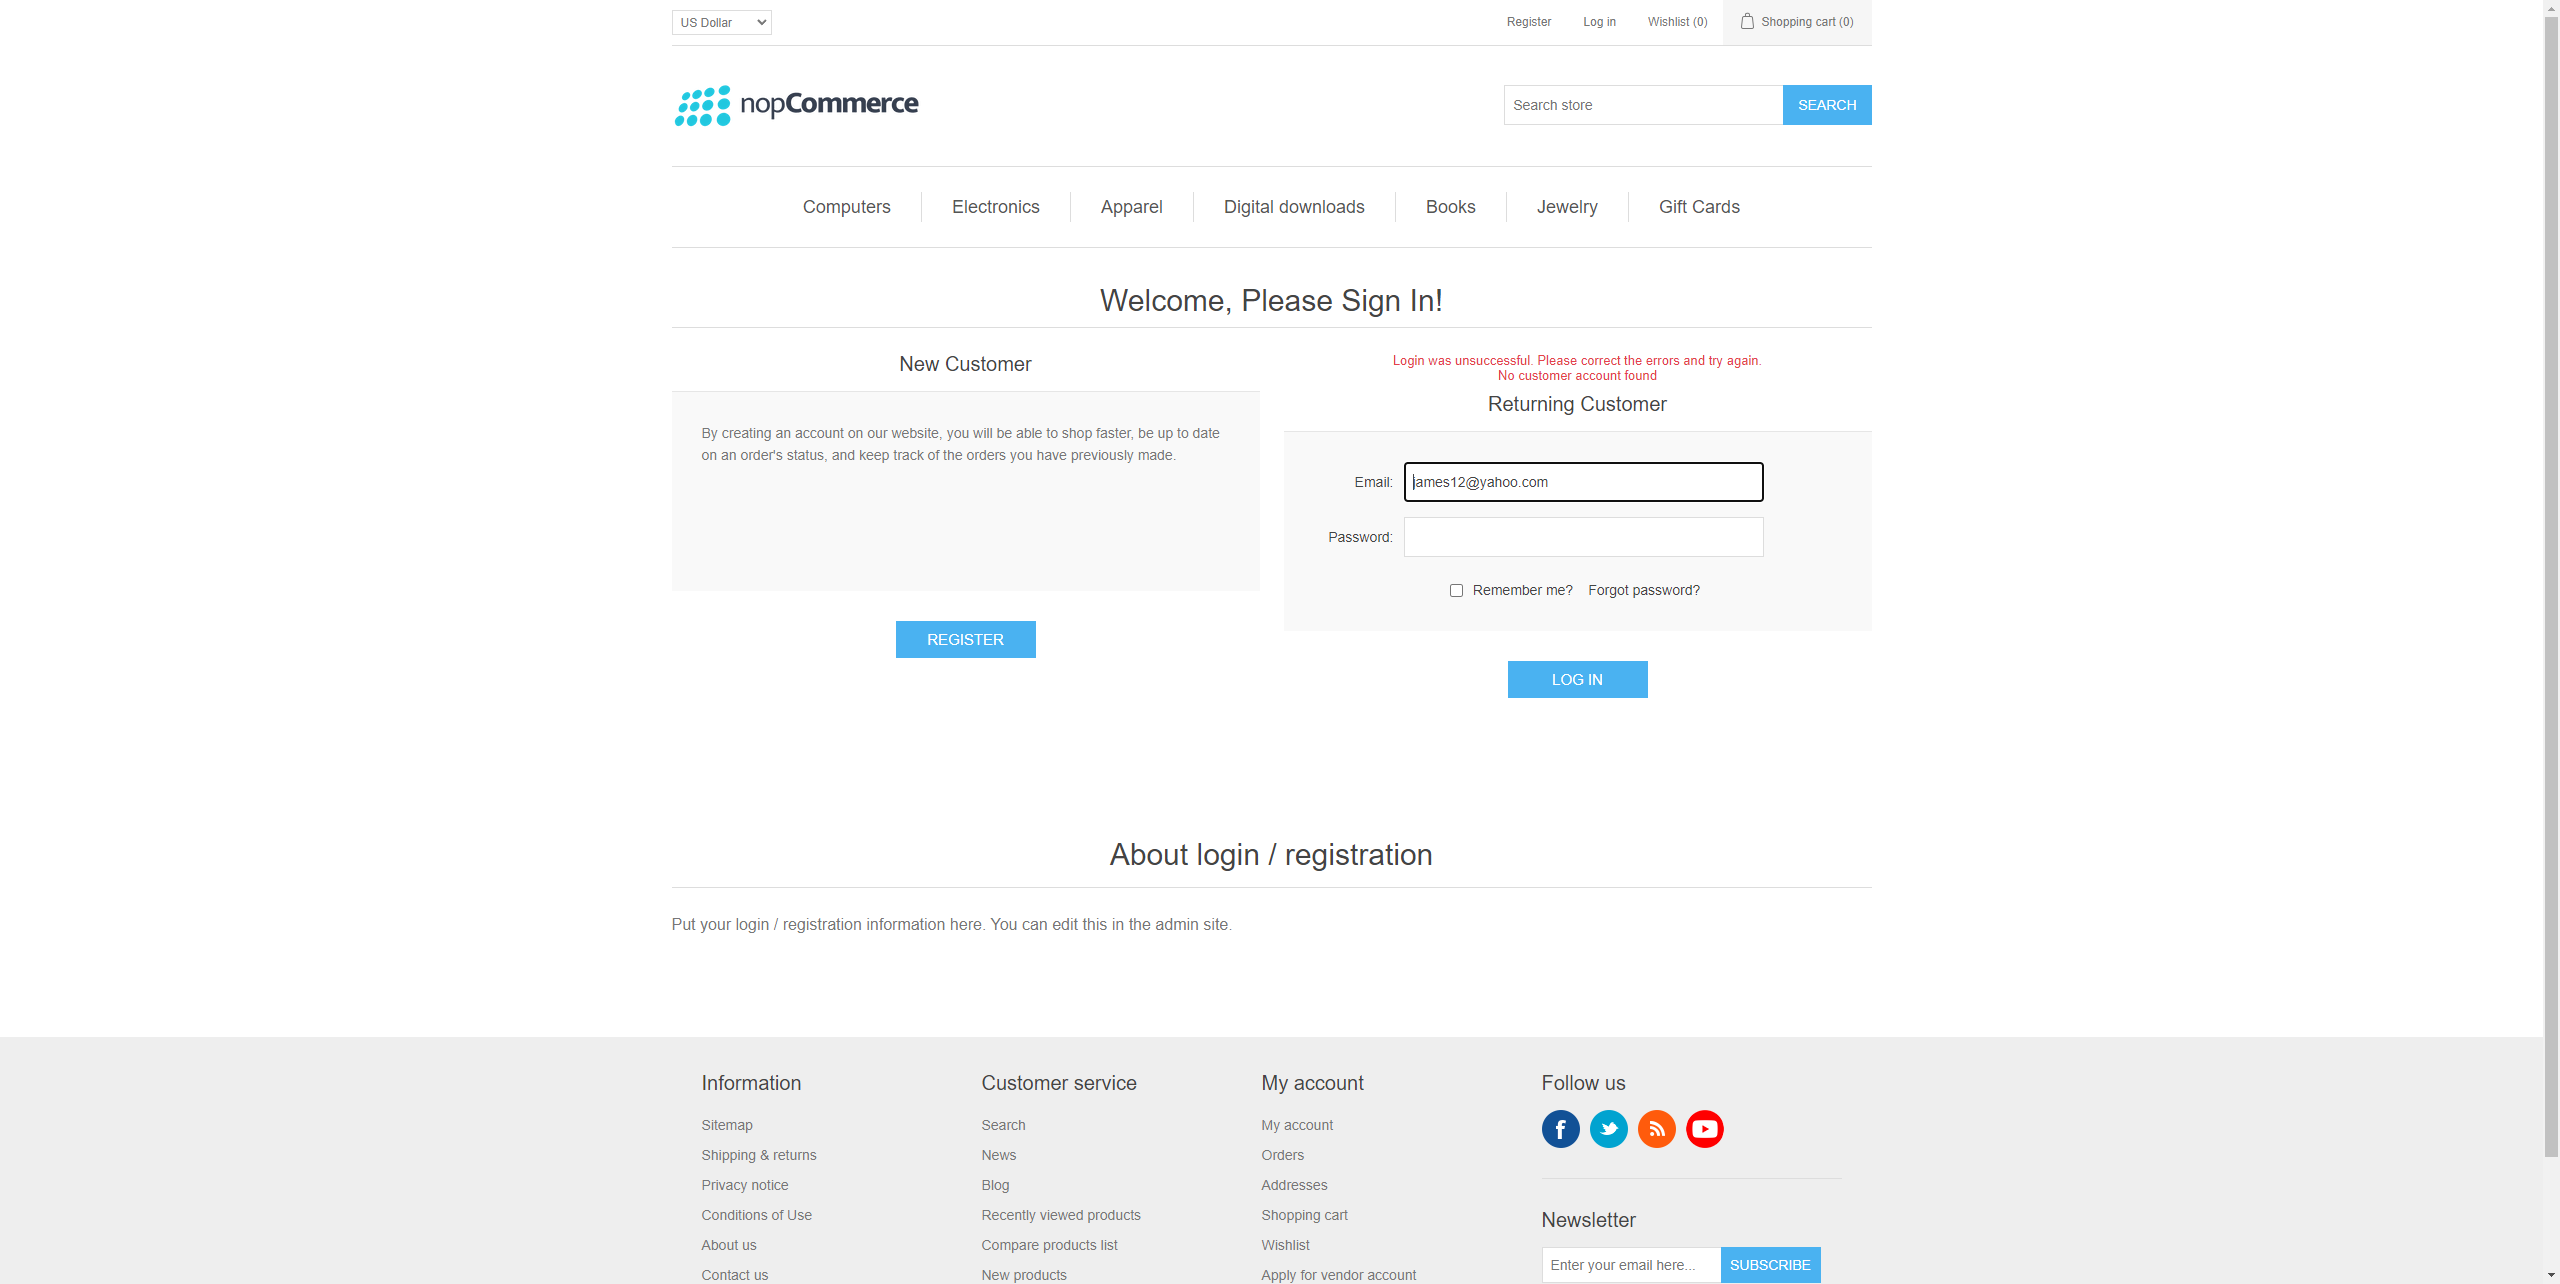 US Dollar
Register
Log in
Wishlist (0)
Shopping cart (0)
nopCommerce
Search store
SEARCH
Computers
Electronics
Apparel
Digital downloads
Books
Jewelry
Gift Cards
Welcome, Please Sign In!
New Customer
By creating an account on our website, you will be able to shop faster, be up to date
on an order's status, and keep track of the orders you have previously made.
REGISTER
Login was unsuccessful. Please correct the errors and try again.
No customer account found
Returning Customer
Email:
james12@yahoo.com
Password:
Remember me?
Forgot password?
LOG IN
About login / registration
Put your login / registration information here. You can edit this in the admin site.
Information
Sitemap
Shipping & returns
Privacy notice
Conditions of Use
About us
Contact us
Customer service
Search
News
Blog
Recently viewed products
Compare products list
New products
My account
My account
Orders
Addresses
Shopping cart
Wishlist
Apply for vendor account
Follow us
Newsletter
Enter your email here...
SUBSCRIBE